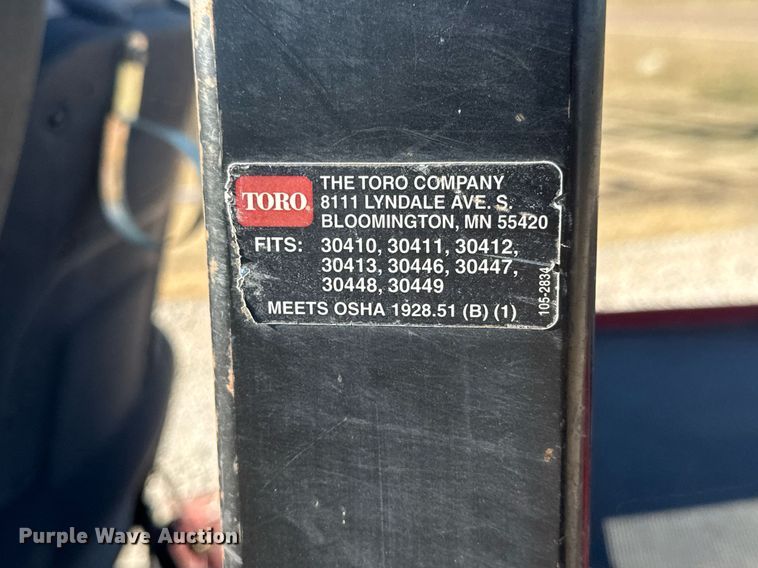 TORO
THE TORO COMPANY
8111 LYNDALE AVE. S.
BLOOMINGTON, MN 55420
FITS: 30410, 30411, 30412,
30413, 30446, 30447,
30448, 30449
MEETS OSHA 1928.51 (B) (1)
105-2834
Purple Wave Auction